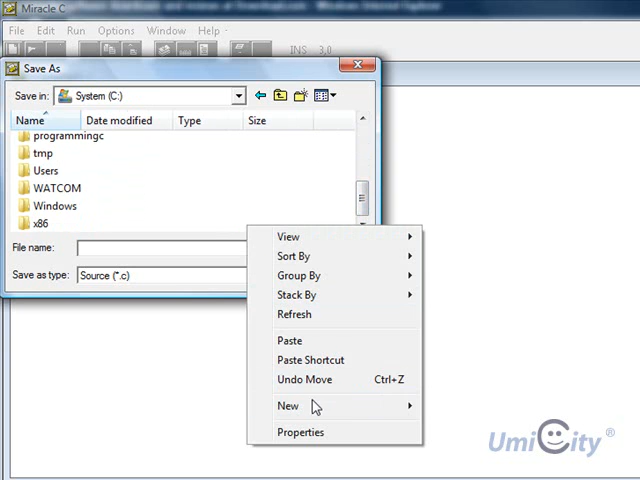 Miracle C
File Edit Run Options Window Help
INS 3,0
Save As
Save in: System (C:)
Name Date modified Type Size
programmingc
tmp
Users
WATCOM
Windows
x86
File name:
Save as type: Source (*.c)
View
Sort By
Group By
Stack By
Refresh
Paste
Paste Shortcut
Undo Move Ctrl+Z
New
Properties
UmiCity ®